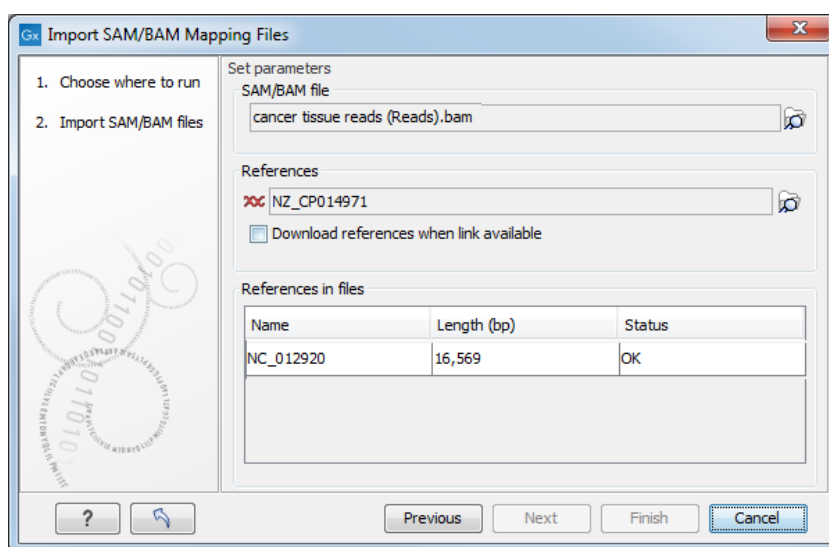 Gx Import SAM/BAM Mapping Files
1. Choose where to run
2. Import SAM/BAM files
Set parameters
SAM/BAM file
cancer tissue reads (Reads).bam
References
NZ_CP014971
Download references when link available
References in files
Name Length (bp) Status
NC_012920 16,569 OK
? Previous Next Finish Cancel